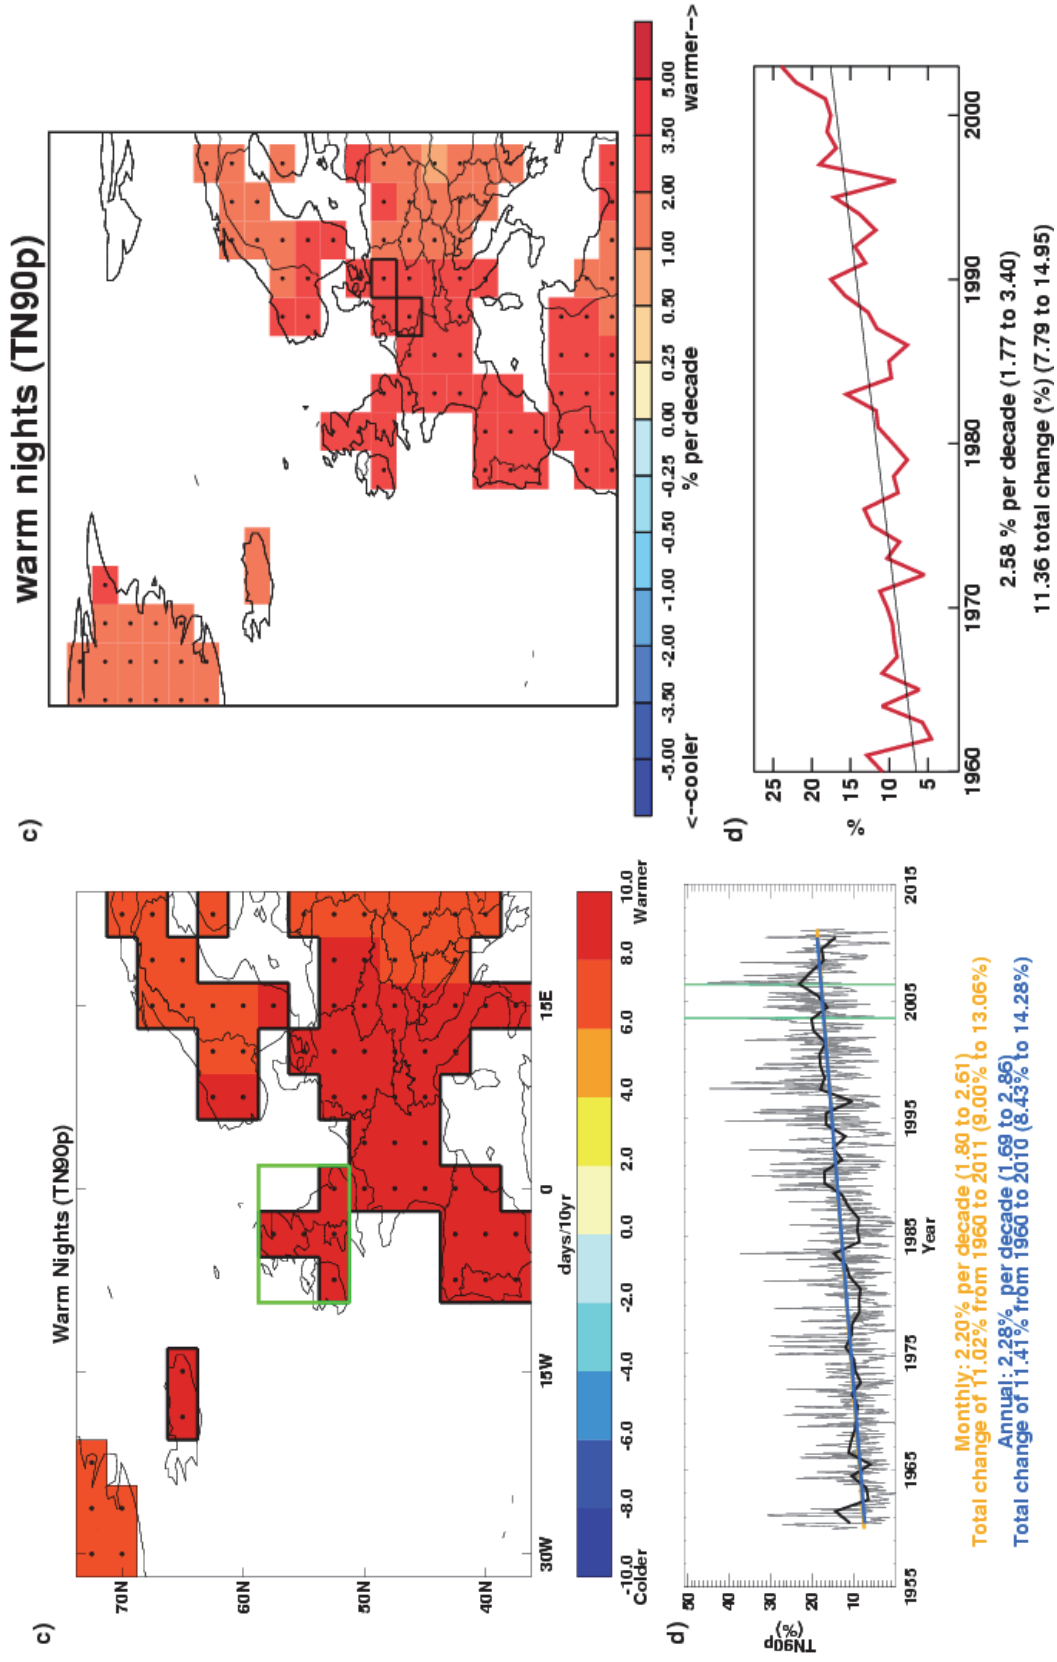 c)
Warm Nights (TN90p)
70N
60N
50N
40N
30W
15W
0
15E
days/10yr
-10.0 -8.0 -6.0 -4.0 -2.0 0.0 2.0 4.0 6.0 8.0 10.0
Colder
Warmer
d)
TN90p
(%)
50
40
30
20
10
1955 1965 1975 1985 1995 2005 2015
Year
Monthly: 2.20% per decade (1.80 to 2.61)
Total change of 11.02% from 1960 to 2011 (9.00% to 13.06%)
Annual: 2.28% per decade (1.69 to 2.86)
Total change of 11.41% from 1960 to 2010 (8.43% to 14.28%)
c)
warm nights (TN90p)
-5.00 -3.50 -2.00 -1.00 -0.50 -0.25 0.00 0.25 0.50 1.00 2.00 3.50 5.00
<--cooler
% per decade
warmer-->
d)
%
25
20
15
10
5
1960 1970 1980 1990 2000
2.58 % per decade (1.77 to 3.40)
11.36 total change (%) (7.79 to 14.95)